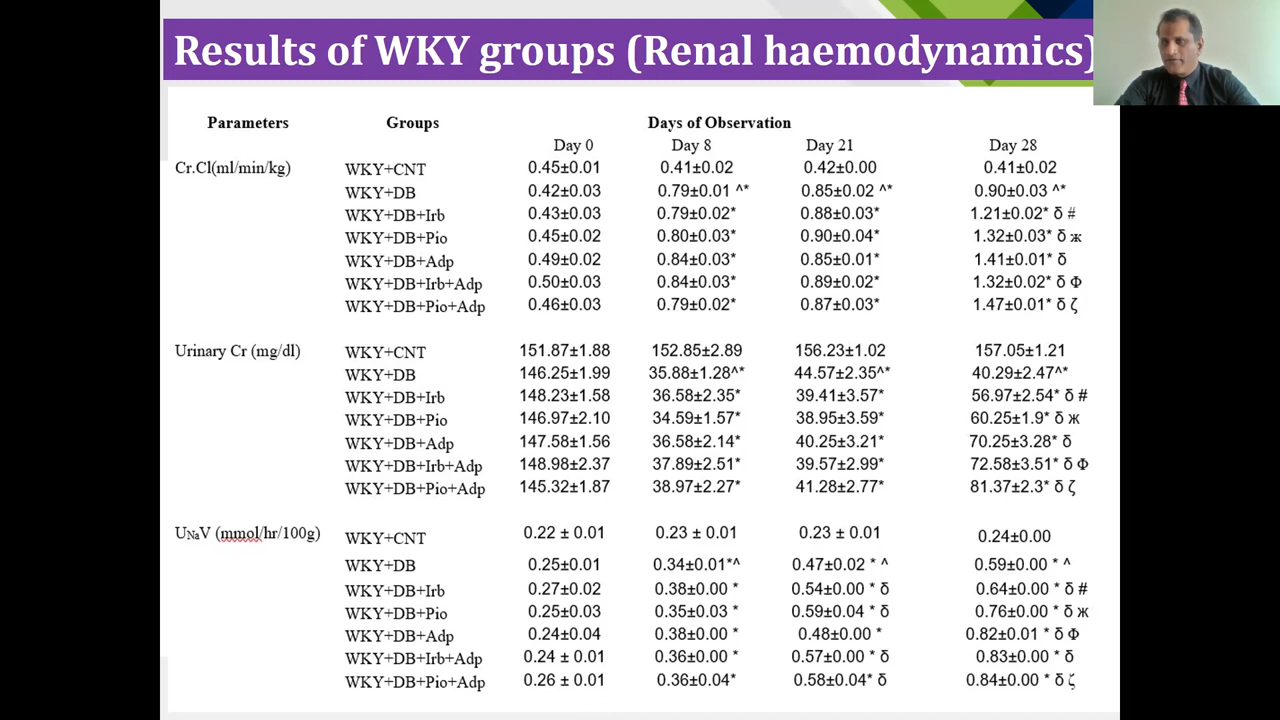 Results of WKY groups (Renal haemodynamics)
Parameters Groups Days of Observation
Day 0 Day 8 Day 21 Day 28
Cr.Cl(ml/min/kg) WKY+CNT 0.45±0.01 0.41±0.02 0.42±0.00 0.41±0.02
WKY+DB 0.42±0.03 0.79±0.01 ^* 0.85±0.02 ^* 0.90±0.03 ^*
WKY+DB+Irb 0.43±0.03 0.79±0.02* 0.88±0.03* 1.21±0.02* δ #
WKY+DB+Pio 0.45±0.02 0.80±0.03* 0.90±0.04* 1.32±0.03* δ ж
WKY+DB+Adp 0.49±0.02 0.84±0.03* 0.85±0.01* 1.41±0.01* δ
WKY+DB+Irb+Adp 0.50±0.03 0.84±0.03* 0.89±0.02* 1.32±0.02* δ Φ
WKY+DB+Pio+Adp 0.46±0.03 0.79±0.02* 0.87±0.03* 1.47±0.01* δ ζ
Urinary Cr (mg/dl) WKY+CNT 151.87±1.88 152.85±2.89 156.23±1.02 157.05±1.21
WKY+DB 146.25±1.99 35.88±1.28^* 44.57±2.35^* 40.29±2.47^*
WKY+DB+Irb 148.23±1.58 36.58±2.35* 39.41±3.57* 56.97±2.54* δ #
WKY+DB+Pio 146.97±2.10 34.59±1.57* 38.95±3.59* 60.25±1.9* δ ж
WKY+DB+Adp 147.58±1.56 36.58±2.14* 40.25±3.21* 70.25±3.28* δ
WKY+DB+Irb+Adp 148.98±2.37 37.89±2.51* 39.57±2.99* 72.58±3.51* δ Φ
WKY+DB+Pio+Adp 145.32±1.87 38.97±2.27* 41.28±2.77* 81.37±2.3* δ ζ
UNaV (mmol/hr/100g) WKY+CNT 0.22 ± 0.01 0.23 ± 0.01 0.23 ± 0.01 0.24±0.00
WKY+DB 0.25±0.01 0.34±0.01*^ 0.47±0.02 * ^ 0.59±0.00 * ^
WKY+DB+Irb 0.27±0.02 0.38±0.00 * 0.54±0.00 * δ 0.64±0.00 * δ #
WKY+DB+Pio 0.25±0.03 0.35±0.03 * 0.59±0.04 * δ 0.76±0.00 * δ ж
WKY+DB+Adp 0.24±0.04 0.38±0.00 * 0.48±0.00 * 0.82±0.01 * δ Φ
WKY+DB+Irb+Adp 0.24 ± 0.01 0.36±0.00 * 0.57±0.00 * δ 0.83±0.00 * δ
WKY+DB+Pio+Adp 0.26 ± 0.01 0.36±0.04* 0.58±0.04* δ 0.84±0.00 * δ ζ